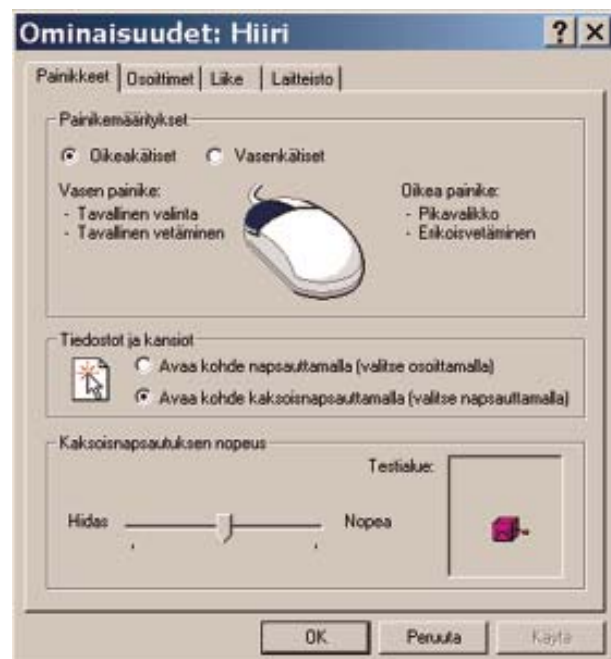 Ominaisuudet: Hiiri
Painikkeet Osoittimet Liike Laitteisto
Painikemääritykset
Oikeakätiset Vasenkätiset
Vasen painike:
- Tavallinen valinta
- Tavallinen vetäminen
Oikea painike:
- Pikavalikko
- Erikoisvetäminen
Tiedostot ja kansiot
Avaa kohde napsauttamalla (valitse osoittamalla)
Avaa kohde kaksoisnapsauttamalla (valitse napsauttamalla)
Kaksoisnapsautuksen nopeus
Testialue:
Hidas Nopea
OK Peruuta Käytä